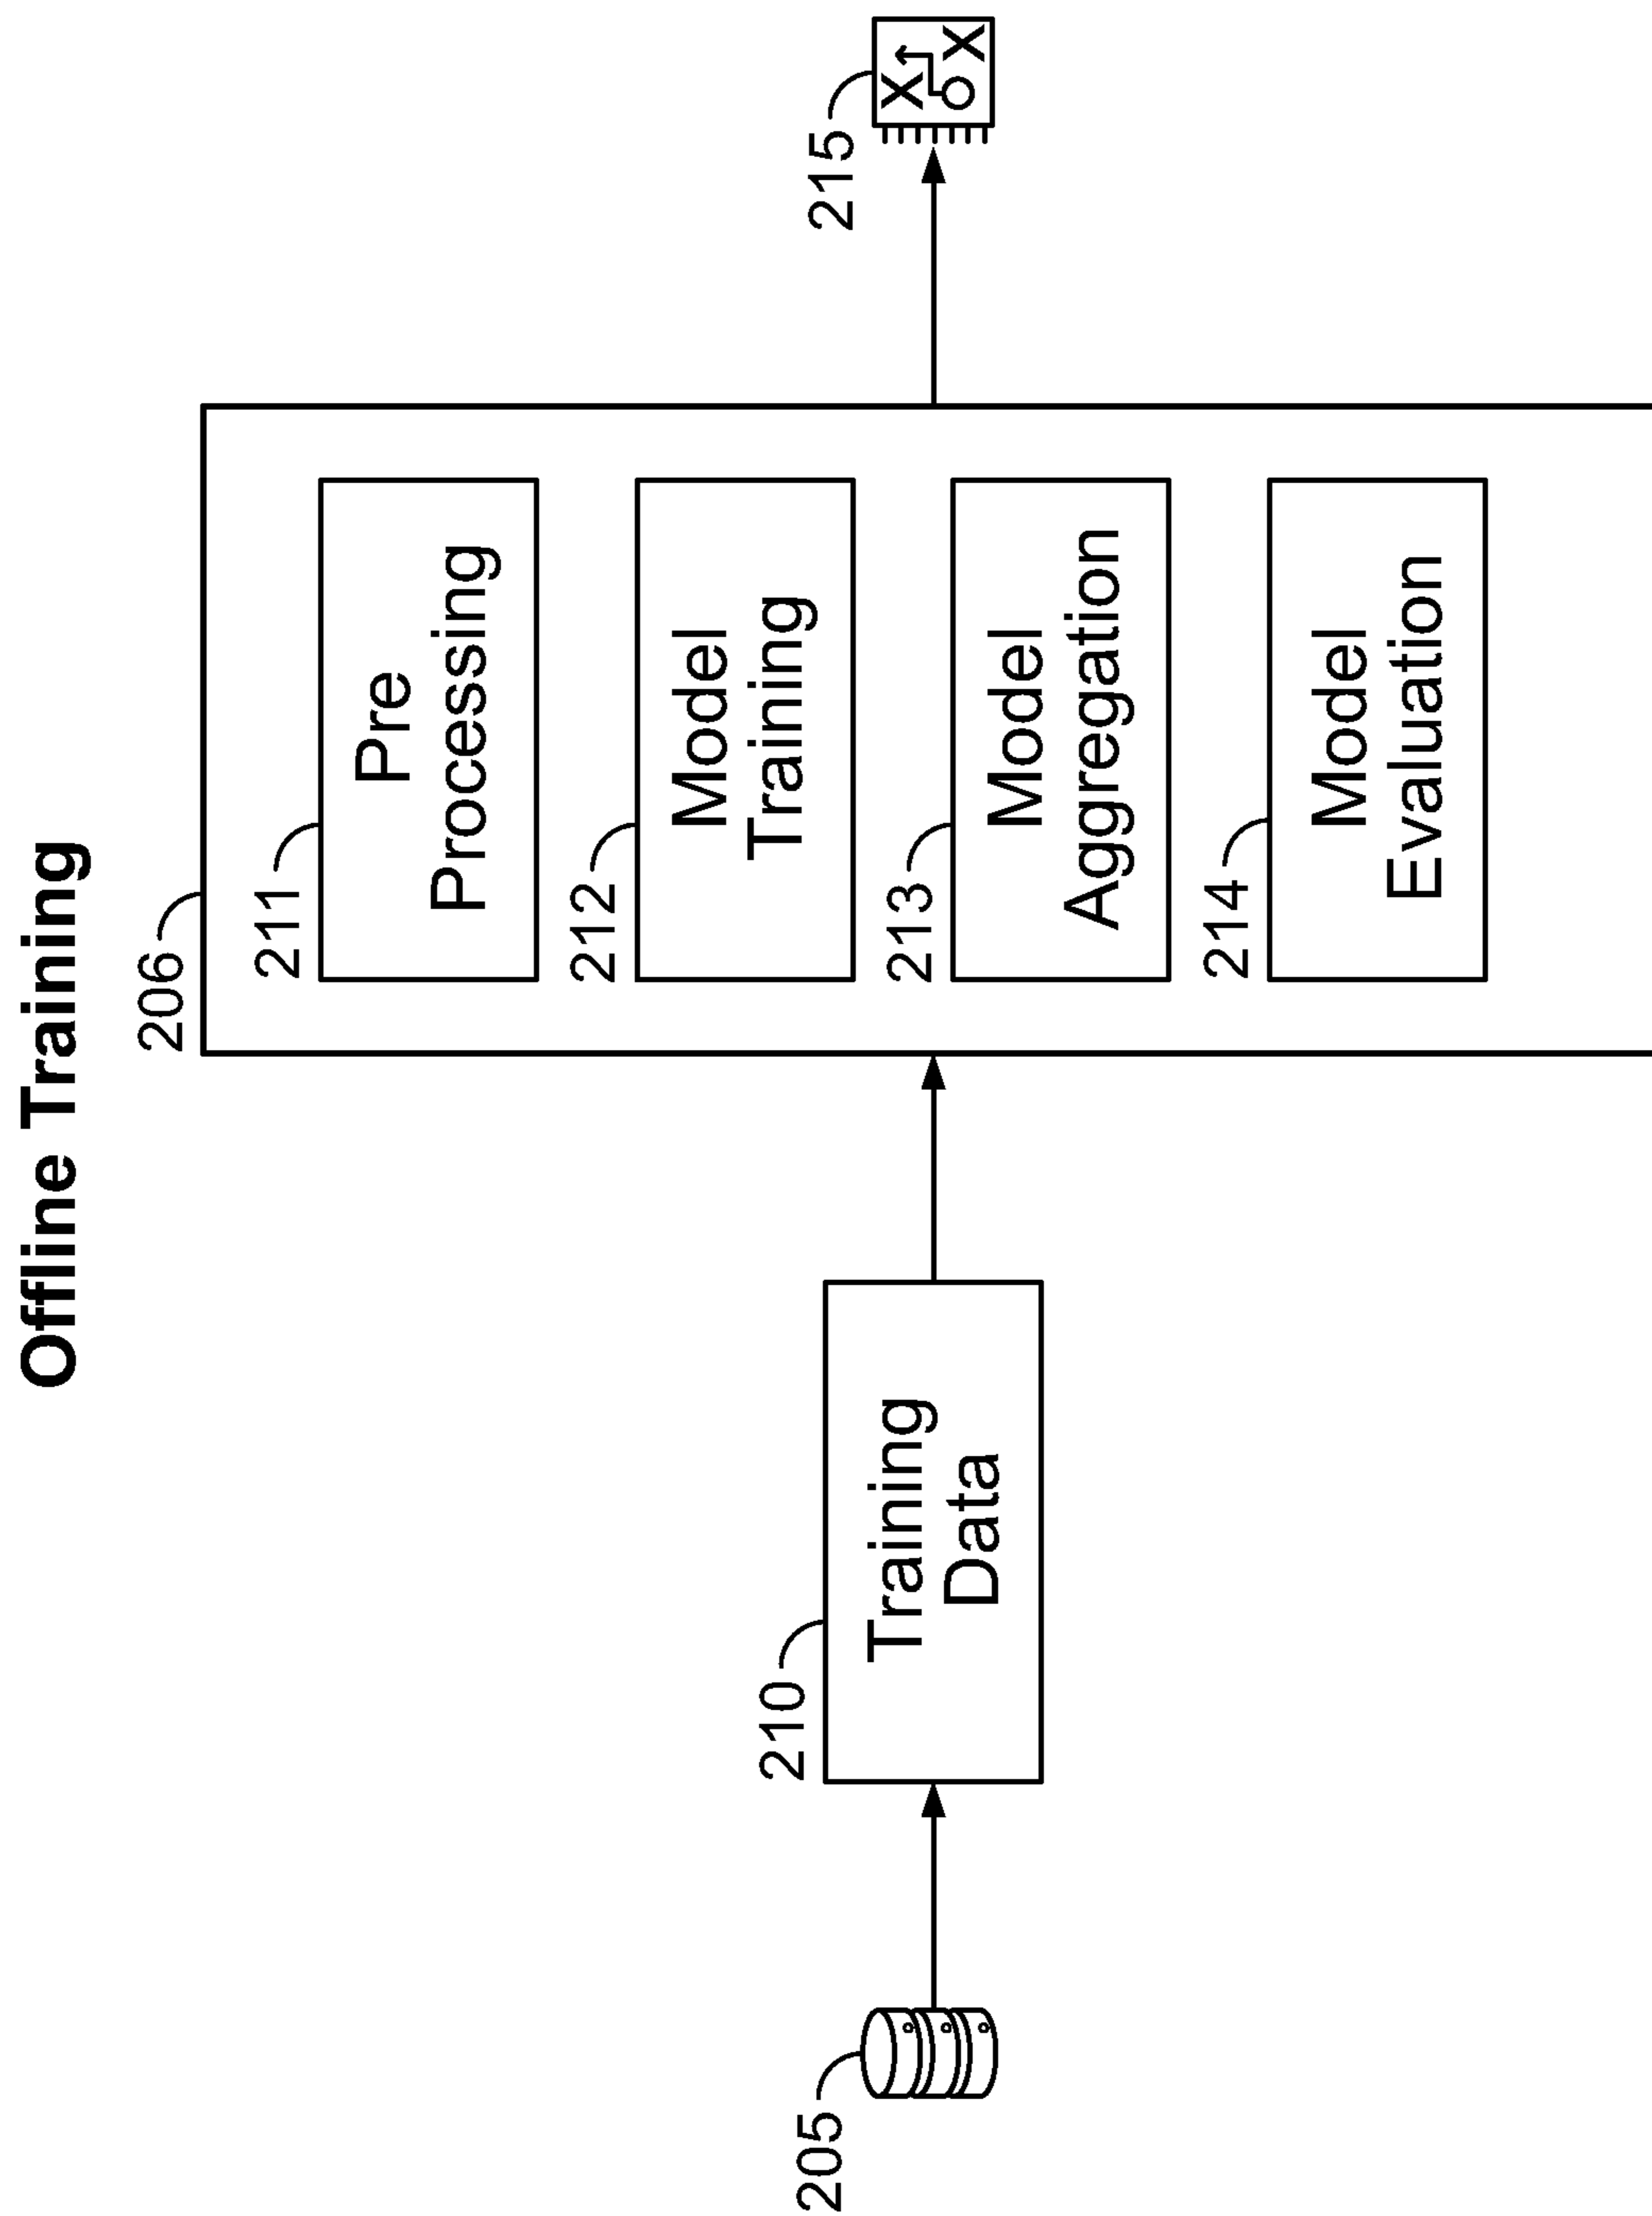 Offline Training
206
211
Pre
Processing
212
Model
Training
213
Model
Aggregation
214
Model
Evaluation
205
210
Training
Data
215
X
X